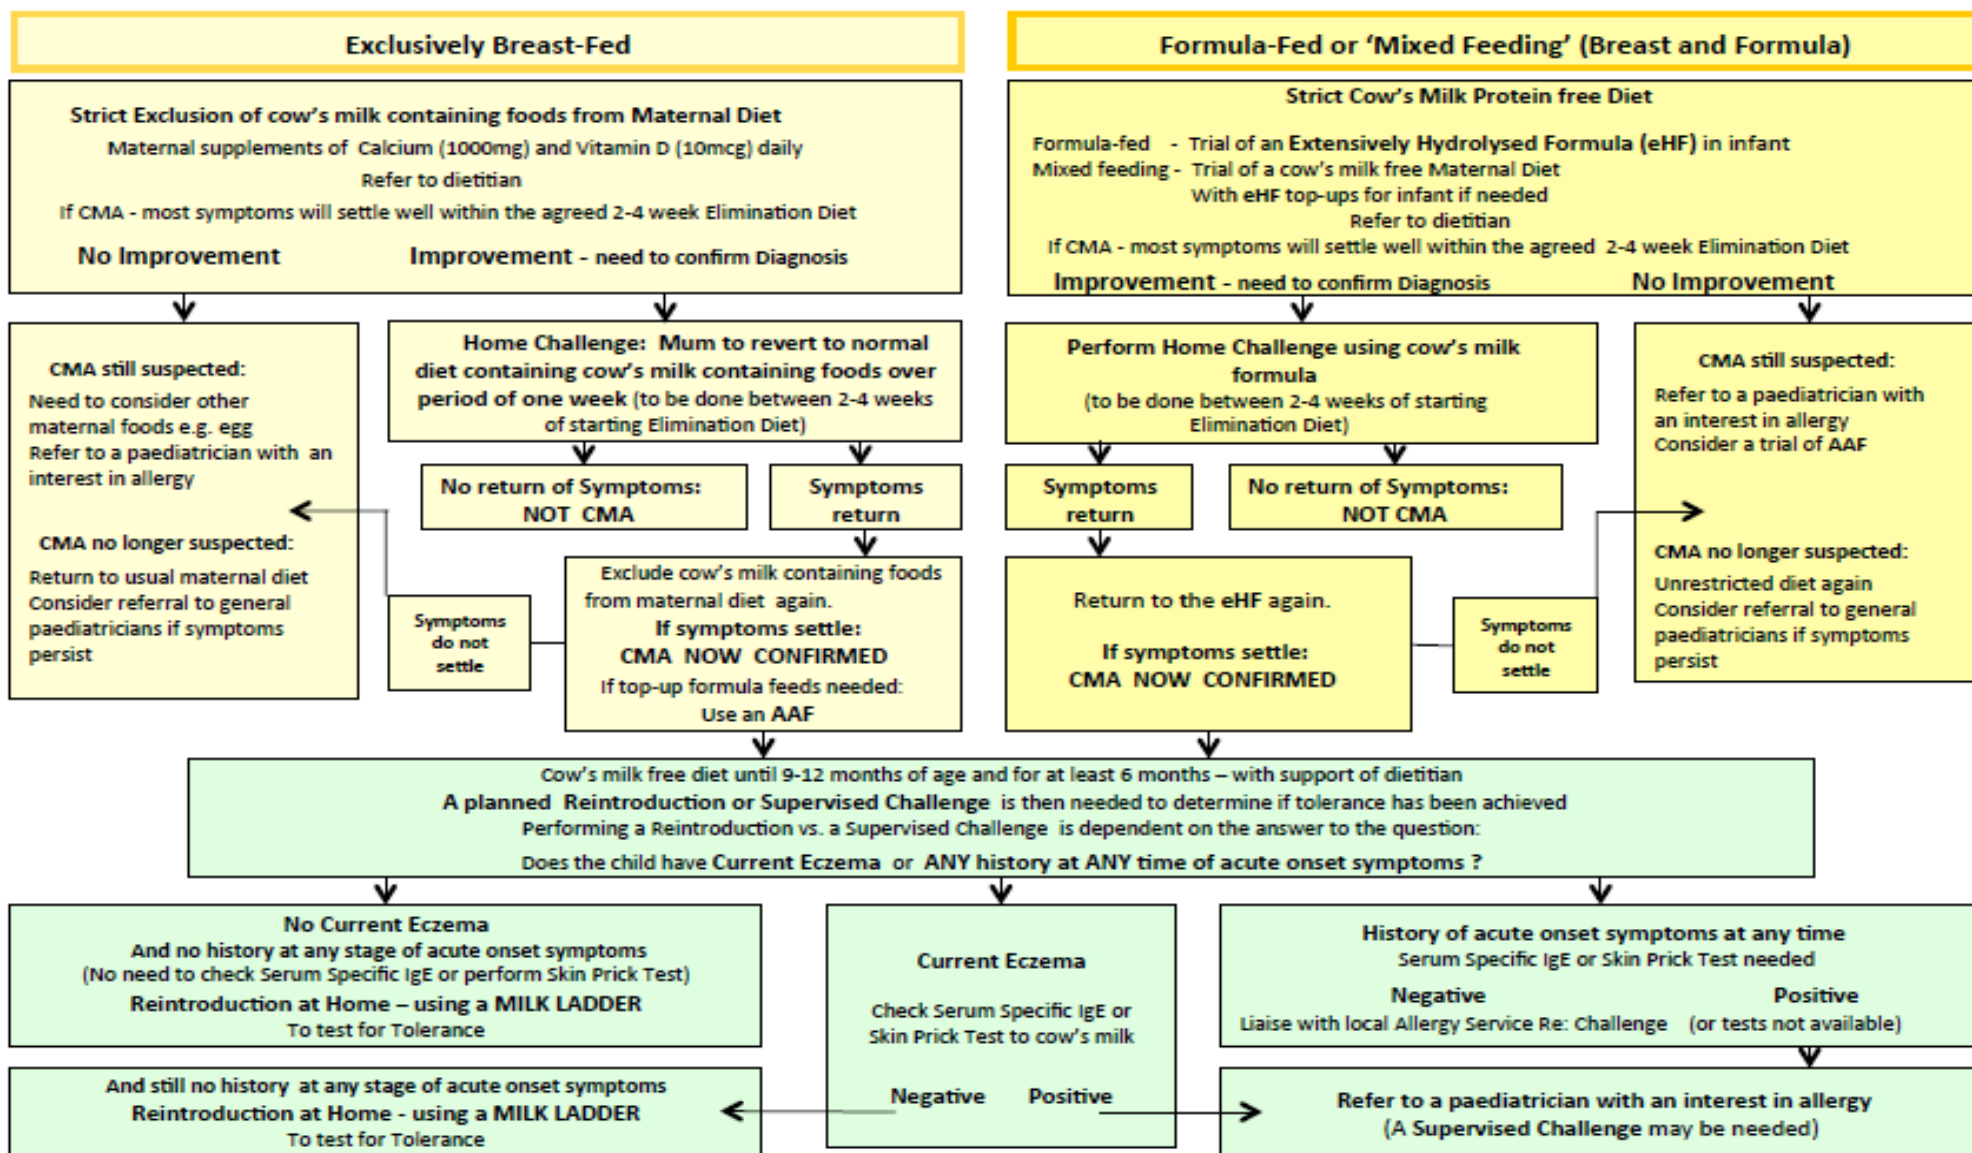 Exclusively Breast-Fed
Strict Exclusion of cow's milk containing foods from Maternal Diet
Maternal supplements of Calcium (1000mg) and Vitamin D (10mcg) daily
Refer to dietitian
If CMA - most symptoms will settle well within the agreed 2-4 week Elimination Diet
No Improvement
Improvement - need to confirm Diagnosis
CMA still suspected:
Need to consider other
maternal foods e.g. egg
Refer to a paediatrician with an
interest in allergy
CMA no longer suspected:
Return to usual maternal diet
Consider referral to general
paediatricians if symptoms
persist
Home Challenge: Mum to revert to normal
diet containing cow's milk containing foods over
period of one week (to be done between 2-4 weeks
of starting Elimination Diet)
No return of Symptoms:
NOT CMA
Symptoms
return
Symptoms
do not
settle
Exclude cow's milk containing foods
from maternal diet again.
If symptoms settle:
CMA NOW CONFIRMED
If top-up formula feeds needed:
Use an AAF
Formula-Fed or 'Mixed Feeding' (Breast and Formula)
Strict Cow's Milk Protein free Diet
Formula-fed - Trial of an Extensively Hydrolysed Formula (eHF) in infant
Mixed feeding - Trial of a cow's milk free Maternal Diet
With eHF top-ups for infant if needed
Refer to dietitian
If CMA - most symptoms will settle well within the agreed 2-4 week Elimination Diet
Improvement - need to confirm Diagnosis
No Improvement
Perform Home Challenge using cow's milk
formula
(to be done between 2-4 weeks of starting
Elimination Diet)
Symptoms
return
No return of Symptoms:
NOT CMA
Return to the eHF again.
If symptoms settle:
CMA NOW CONFIRMED
Symptoms
do not
settle
CMA still suspected:
Refer to a paediatrician with
an interest in allergy
Consider a trial of AAF
CMA no longer suspected:
Unrestricted diet again
Consider referral to general
paediatricians if symptoms
persist
Cow's milk free diet until 9-12 months of age and for at least 6 months – with support of dietitian
A planned Reintroduction or Supervised Challenge is then needed to determine if tolerance has been achieved
Performing a Reintroduction vs. a Supervised Challenge is dependent on the answer to the question:
Does the child have Current Eczema or ANY history at ANY time of acute onset symptoms ?
No Current Eczema
And no history at any stage of acute onset symptoms
(No need to check Serum Specific IgE or perform Skin Prick Test)
Reintroduction at Home – using a MILK LADDER
To test for Tolerance
And still no history at any stage of acute onset symptoms
Reintroduction at Home - using a MILK LADDER
To test for Tolerance
Current Eczema
Check Serum Specific IgE or
Skin Prick Test to cow's milk
Negative Positive
History of acute onset symptoms at any time
Serum Specific IgE or Skin Prick Test needed
Negative Positive
Liaise with local Allergy Service Re: Challenge (or tests not available)
Refer to a paediatrician with an interest in allergy
(A Supervised Challenge may be needed)